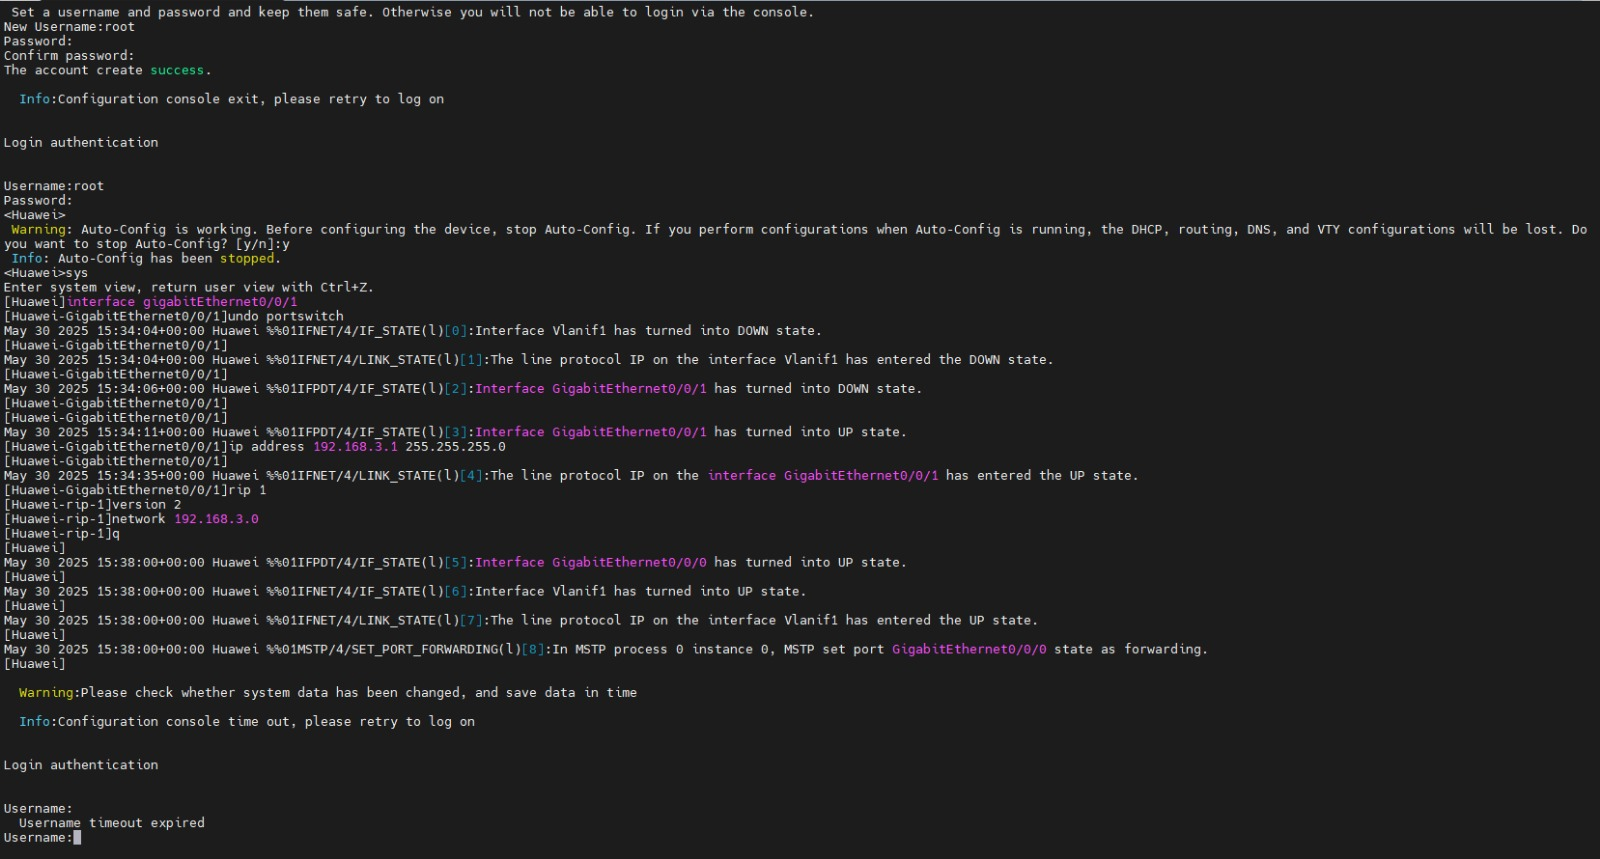 Set a username and password and keep them safe. Otherwise you will not be able to login via the console.
New Username:root
Password:
Confirm password:
The account create success.
Info:Configuration console exit, please retry to log on
Login authentication
Username:root
Password:
<Huawei>
Warning: Auto-Config is working. Before configuring the device, stop Auto-Config. If you perform configurations when Auto-Config is running, the DHCP, routing, DNS, and VTY configurations will be lost. Do
you want to stop Auto-Config? [y/n]:y
Info: Auto-Config has been stopped.
<Huawei>sys
Enter system view, return user view with Ctrl+Z.
[Huawei]interface gigabitEthernet0/0/1
[Huawei-GigabitEthernet0/0/1]undo portswitch
May 30 2025 15:34:04+00:00 Huawei %%01IFNET/4/IF_STATE(l)[0]:Interface Vlanif1 has turned into DOWN state.
[Huawei-GigabitEthernet0/0/1]
May 30 2025 15:34:04+00:00 Huawei %%01IFNET/4/LINK_STATE(l)[1]:The line protocol IP on the interface Vlanif1 has entered the DOWN state.
[Huawei-GigabitEthernet0/0/1]
May 30 2025 15:34:06+00:00 Huawei %%01IFPDT/4/IF_STATE(l)[2]:Interface GigabitEthernet0/0/1 has turned into DOWN state.
[Huawei-GigabitEthernet0/0/1]
[Huawei-GigabitEthernet0/0/1]
May 30 2025 15:34:11+00:00 Huawei %%01IFPDT/4/IF_STATE(l)[3]:Interface GigabitEthernet0/0/1 has turned into UP state.
[Huawei-GigabitEthernet0/0/1]ip address 192.168.3.1 255.255.255.0
[Huawei-GigabitEthernet0/0/1]
May 30 2025 15:34:35+00:00 Huawei %%01IFNET/4/LINK_STATE(l)[4]:The line protocol IP on the interface GigabitEthernet0/0/1 has entered the UP state.
[Huawei-GigabitEthernet0/0/1]rip 1
[Huawei-rip-1]version 2
[Huawei-rip-1]network 192.168.3.0
[Huawei-rip-1]q
[Huawei]
May 30 2025 15:38:00+00:00 Huawei %%01IFPDT/4/IF_STATE(l)[5]:Interface GigabitEthernet0/0/0 has turned into UP state.
[Huawei]
May 30 2025 15:38:00+00:00 Huawei %%01IFNET/4/IF_STATE(l)[6]:Interface Vlanif1 has turned into UP state.
[Huawei]
May 30 2025 15:38:00+00:00 Huawei %%01IFNET/4/LINK_STATE(l)[7]:The line protocol IP on the interface Vlanif1 has entered the UP state.
[Huawei]
May 30 2025 15:38:00+00:00 Huawei %%01MSTP/4/SET_PORT_FORWARDING(l)[8]:In MSTP process 0 instance 0, MSTP set port GigabitEthernet0/0/0 state as forwarding.
[Huawei]
Warning:Please check whether system data has been changed, and save data in time
Info:Configuration console time out, please retry to log on
Login authentication
Username:
Username timeout expired
Username: